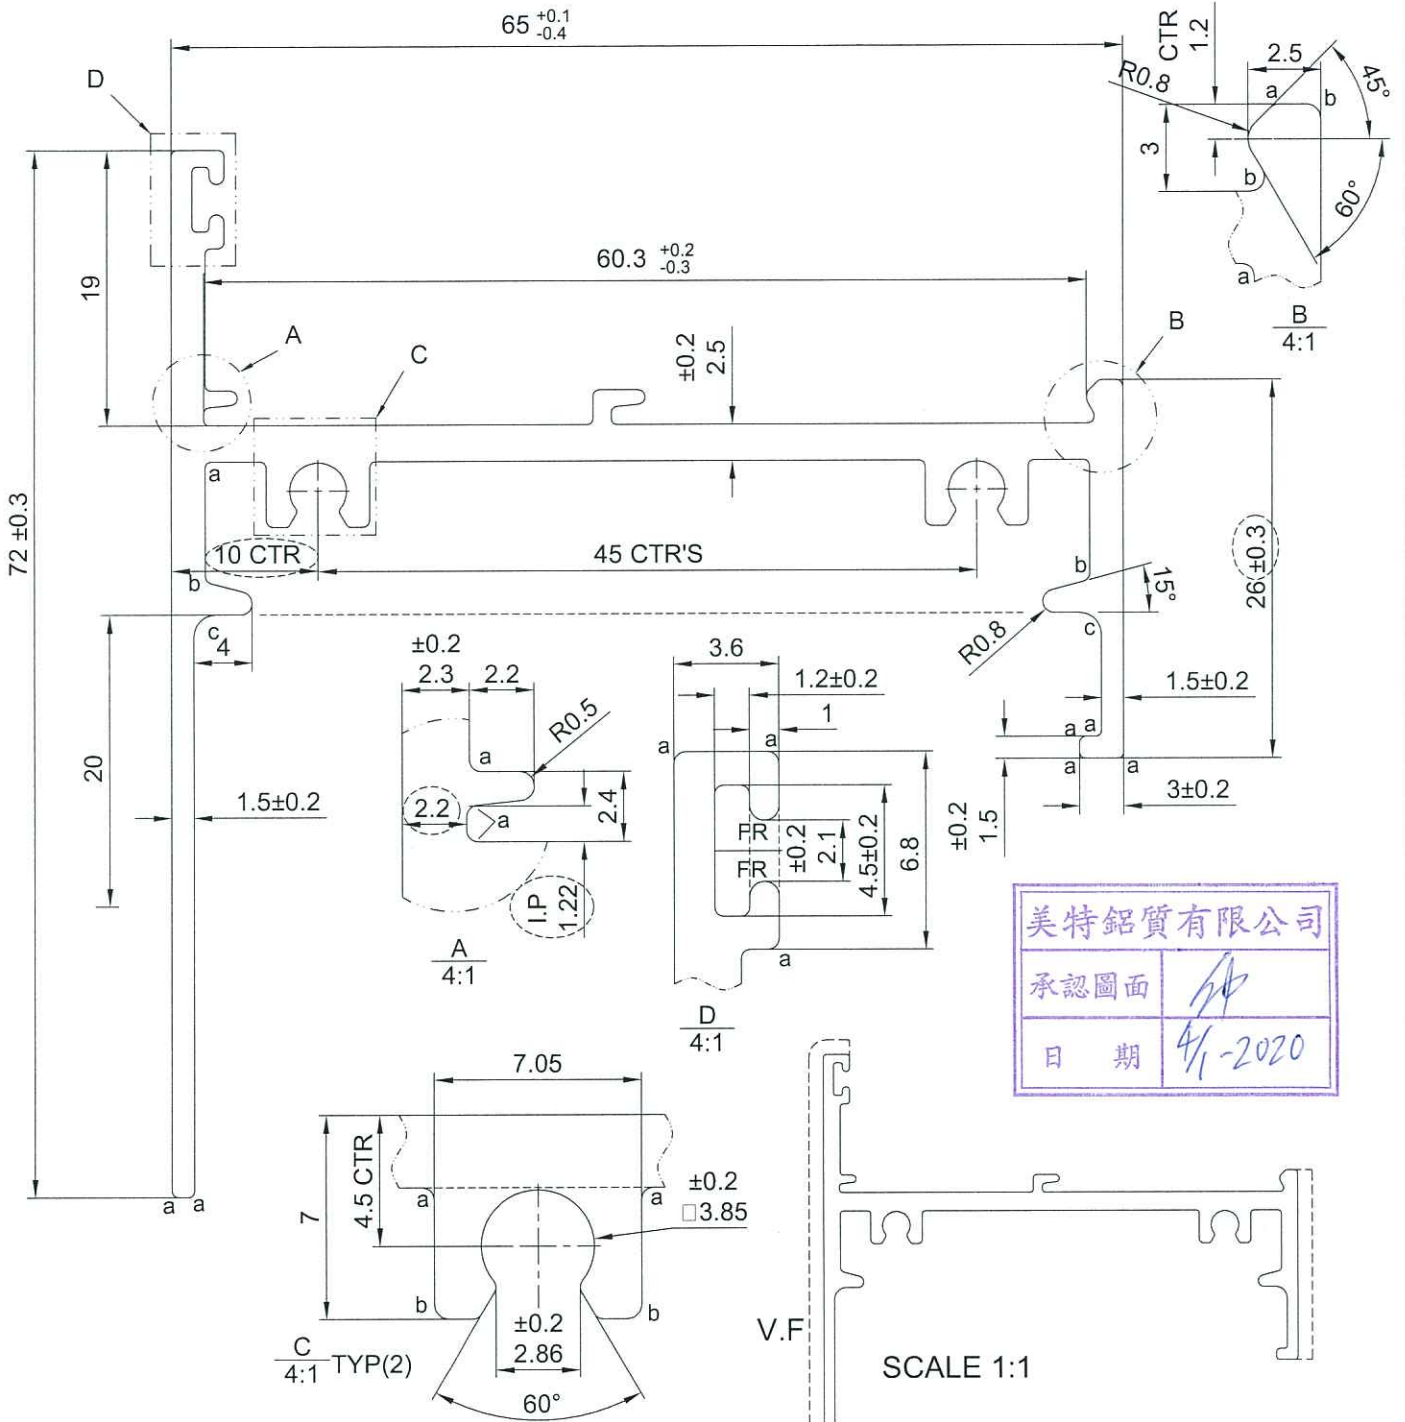 65 +0.1 -0.4
D
CTR
1.2
2.5
45°
R0.8
a
b
3
b
60°
a
B
4:1
19
60.3 +0.2 -0.3
A
C
±0.2
2.5
B
72 ±0.3
a
10 CTR
45 CTR'S
b
b
15°
26±0.3
c
4
c
R0.8
±0.2
2.3
2.2
R0.5
3.6
1.2±0.2
1
1.5±0.2
a
a
a
a
a
a
a
20
1.5±0.2
2.2
a
2.4
FR
FR
±0.2
2.1
4.5±0.2
6.8
±0.2
1.5
3±0.2
I.P
1.22
A
4:1
a
D
4:1
美特鋁質有限公司
承認圖面
日 期
4/1-2020
7.05
4.5 CTR
7
a
a
±0.2
□3.85
a
a
b
b
±0.2
2.86
60°
C
4:1
TYP(2)
V.F
SCALE 1:1